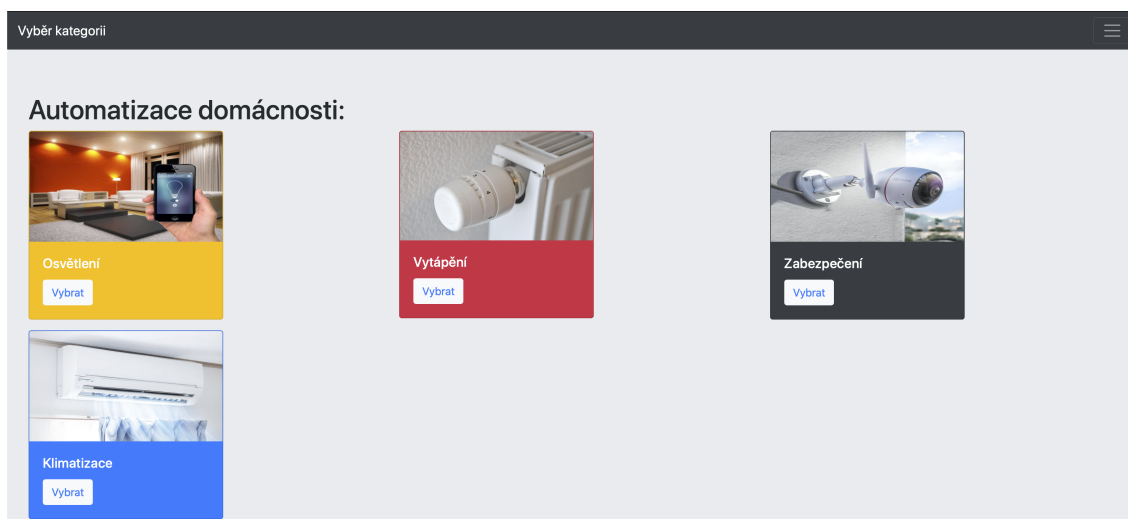 Vyběr kategorii
Automatizace domácnosti:
Osvětlení
Vybrat
Vytápění
Vybrat
Zabezpečení
Vybrat
Klimatizace
Vybrat